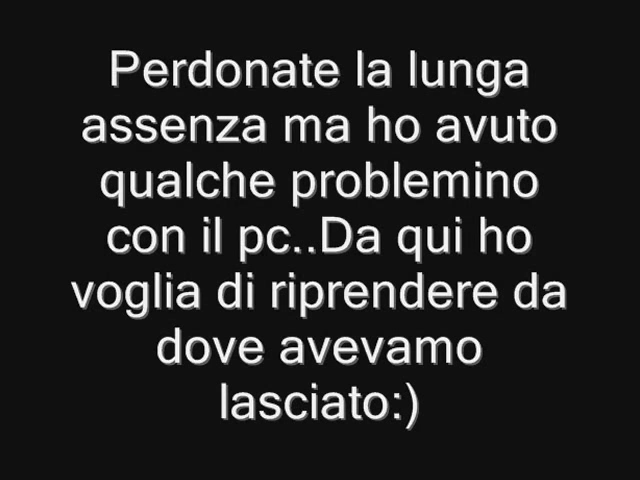 Perdonate la lunga
assenza ma ho avuto
qualche problemino
con il pc..Da qui ho
voglia di riprendere da
dove avevamo
lasciato:)